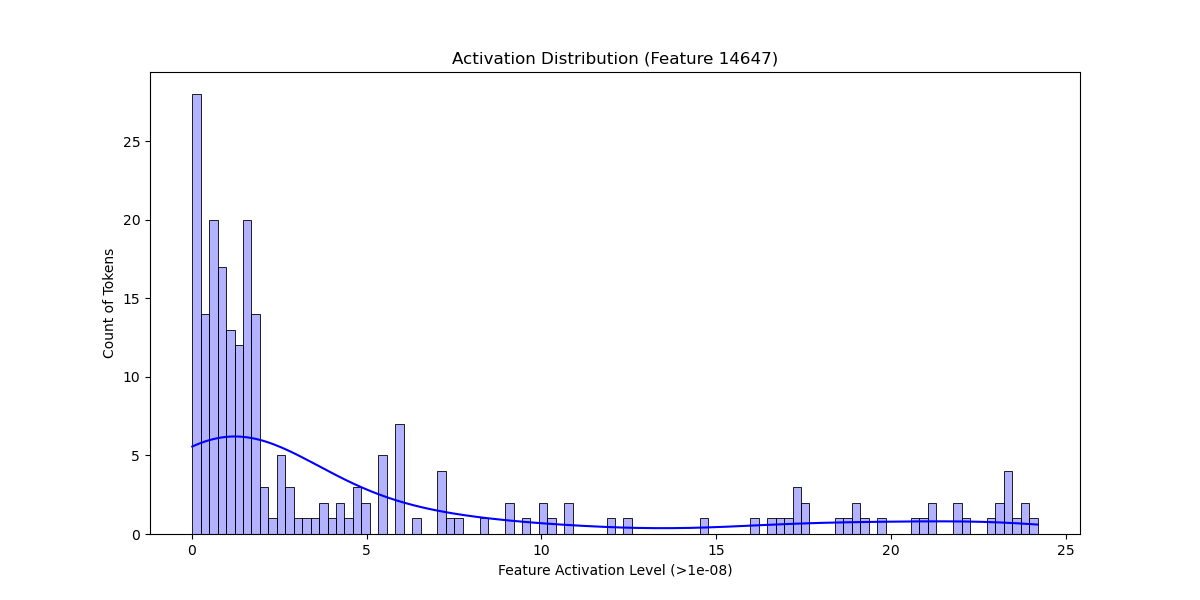 Activation Distribution (Feature 14647)
Count of Tokens
25
20
15
10
5
0
0 5 10 15 20 25
Feature Activation Level (>1e-08)